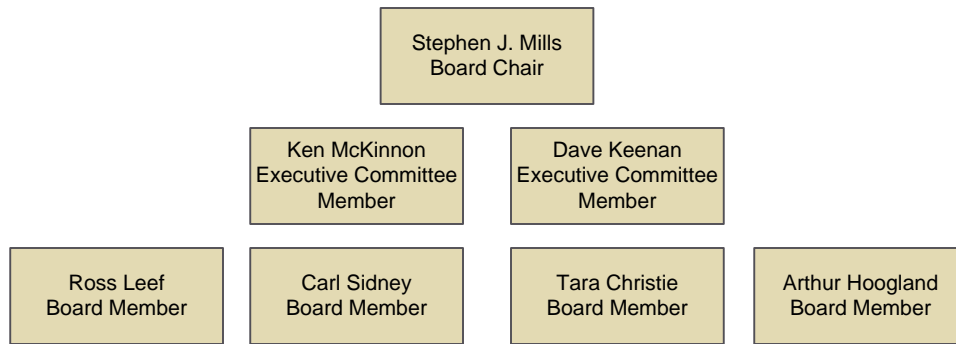 Stephen J. Mills
Board Chair
Ken McKinnon
Executive Committee
Member
Dave Keenan
Executive Committee
Member
Ross Leef
Board Member
Carl Sidney
Board Member
Tara Christie
Board Member
Arthur Hoogland
Board Member